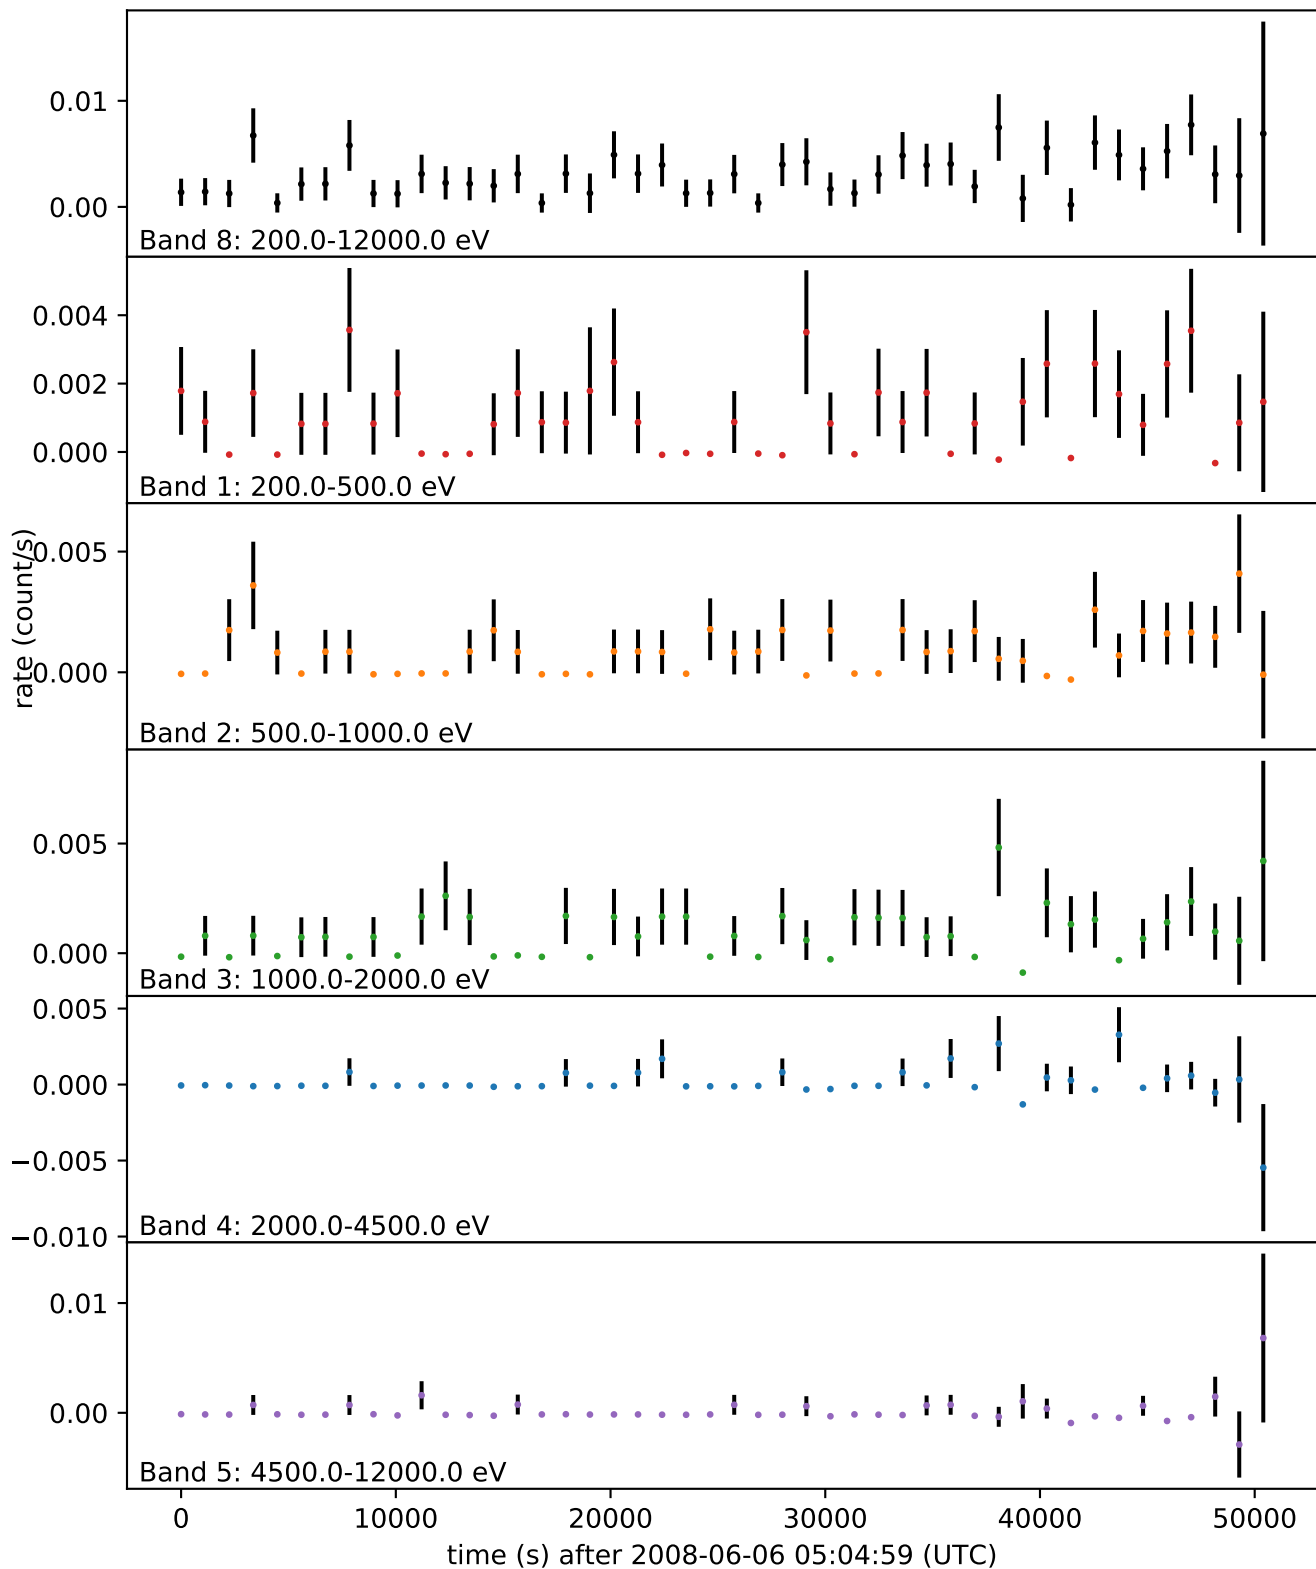 0.01
0.00
Band 8: 200.0-12000.0 eV
0.004
0.002
0.000
Band 1: 200.0-500.0 eV
rate (count/s)
0.005
0.000
Band 2: 500.0-1000.0 eV
0.005
0.000
Band 3: 1000.0-2000.0 eV
0.005
0.000
−0.005
−0.010
Band 4: 2000.0-4500.0 eV
0.01
0.00
Band 5: 4500.0-12000.0 eV
0 10000 20000 30000 40000 50000
time (s) after 2008-06-06 05:04:59 (UTC)